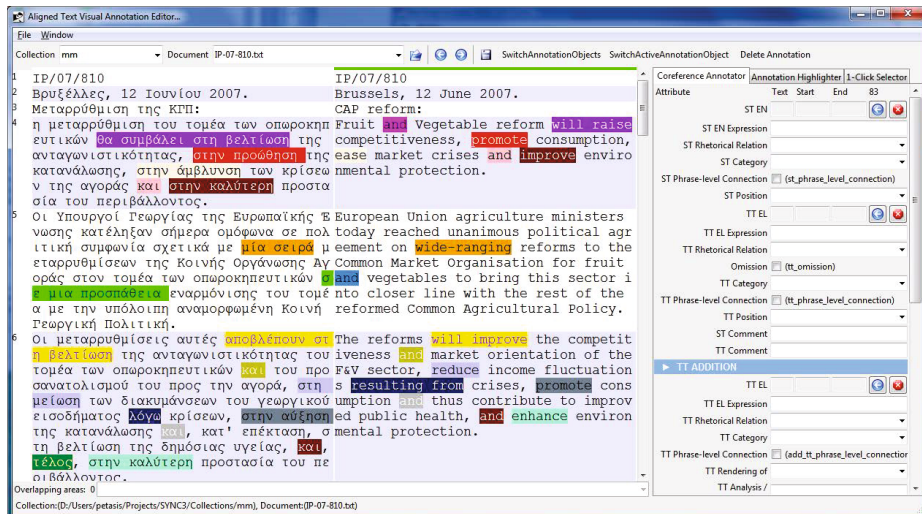 Aligned Text Visual Annotation Editor...
File Window
Collection mm Document IP-07-810.txt SwitchAnnotationObjects SwitchActiveAnnotationObject Delete Annotation
1 IP/07/810
2 Βρυξέλλες, 12 Ιουνίου 2007.
3 Μεταρρύθμιση της ΚΓΠ:
4 η μεταρρύθμιση του τομέα των οπωροκηπ
ευτικών θα συμβάλει στη βελτίωση της
ανταγωνιστικότητας, στην προώθηση της
κατανάλωσης, στην άμβλυνση των κρίσεω
ν της αγοράς και στην καλύτερη προστα
σία του περιβάλλοντος.
5 Οι Υπουργοί Γεωργίας της Ευρωπαϊκής Έ
νωσης κατέληξαν σήμερα ομόφωνα σε πολ
ιτική συμφωνία σχετικά με μία σειρά μ
εταρρυθμίσεων της Κοινής Οργάνωσης Αγ
οράς στον τομέα των οπωροκηπευτικών σ
ε μια προσπάθεια εναρμόνισης του τομέ
α με την υπόλοιπη αναμορφωμένη Κοινή
Γεωργική Πολιτική.
6 Οι μεταρρυθμίσεις αυτές αποβλέπουν στ
η βελτίωση της ανταγωνιστικότητας του
τομέα των οπωροκηπευτικών και του προ
σανατολισμού του προς την αγορά, στη
μείωση των διακυμάνσεων του γεωργικού
εισοδήματος λόγω κρίσεων, στην αύξηση
της κατανάλωσης και, κατ' επέκταση, σ
τη βελτίωση της δημόσιας υγείας, και,
τέλος, στην καλύτερη προστασία του πε
ριβάλλοντος.
IP/07/810
Brussels, 12 June 2007.
CAP reform:
Fruit and Vegetable reform will raise
competitiveness, promote consumption,
ease market crises and improve enviro
nmental protection.
European Union agriculture ministers
today reached unanimous political agr
eement on wide-ranging reforms to the
Common Market Organisation for fruit
and vegetables to bring this sector i
nto closer line with the rest of the
reformed Common Agricultural Policy.
The reforms will improve the competit
iveness and market orientation of the
F&V sector, reduce income fluctuation
s resulting from crises, promote cons
umption and thus contribute to improv
ed public health, and enhance environ
mental protection.
Coreference Annotator Annotation Highlighter 1-Click Selector
Attribute Text Start End 83
ST EN
ST EN Expression
ST Rhetorical Relation
ST Category
ST Phrase-level Connection (st_phrase_level_connection)
ST Position
TT EL
TT EL Expression
TT Rhetorical Relation
Omission (tt_omission)
TT Category
TT Phrase-level Connection (tt_phrase_level_connection)
TT Position
ST Comment
TT Comment
TT ADDITION
TT EL
TT EL Expression
TT Rhetorical Relation
TT Category
TT Phrase-level Connection (add_tt_phrase_level_connection
TT Rendering of
TT Analysis /
Overlapping areas: 0
Collection:(D:/Users/petasis/Projects/SYNC3/Collections/mm), Document:(IP-07-810.txt)